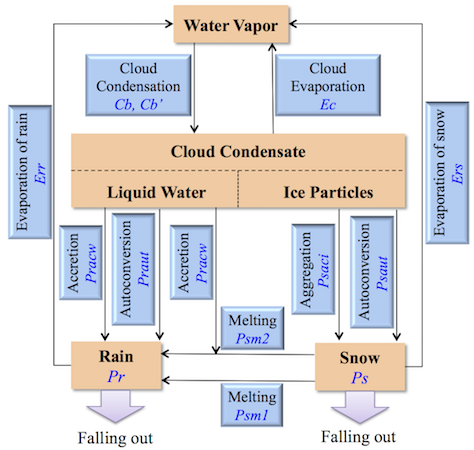 Water Vapor
Cloud
Condensation
Cb, Cb’
Cloud
Evaporation
Ec
Evaporation of rain
Err
Evaporation of snow
Ers
Cloud Condensate
Liquid Water
Ice Particles
Accretion
Pracw
Autoconversion
Praut
Accretion
Pracw
Aggregation
Psaci
Autoconversion
Psaut
Melting
Psm2
Rain
Pr
Snow
Ps
Melting
Psm1
Falling out
Falling out